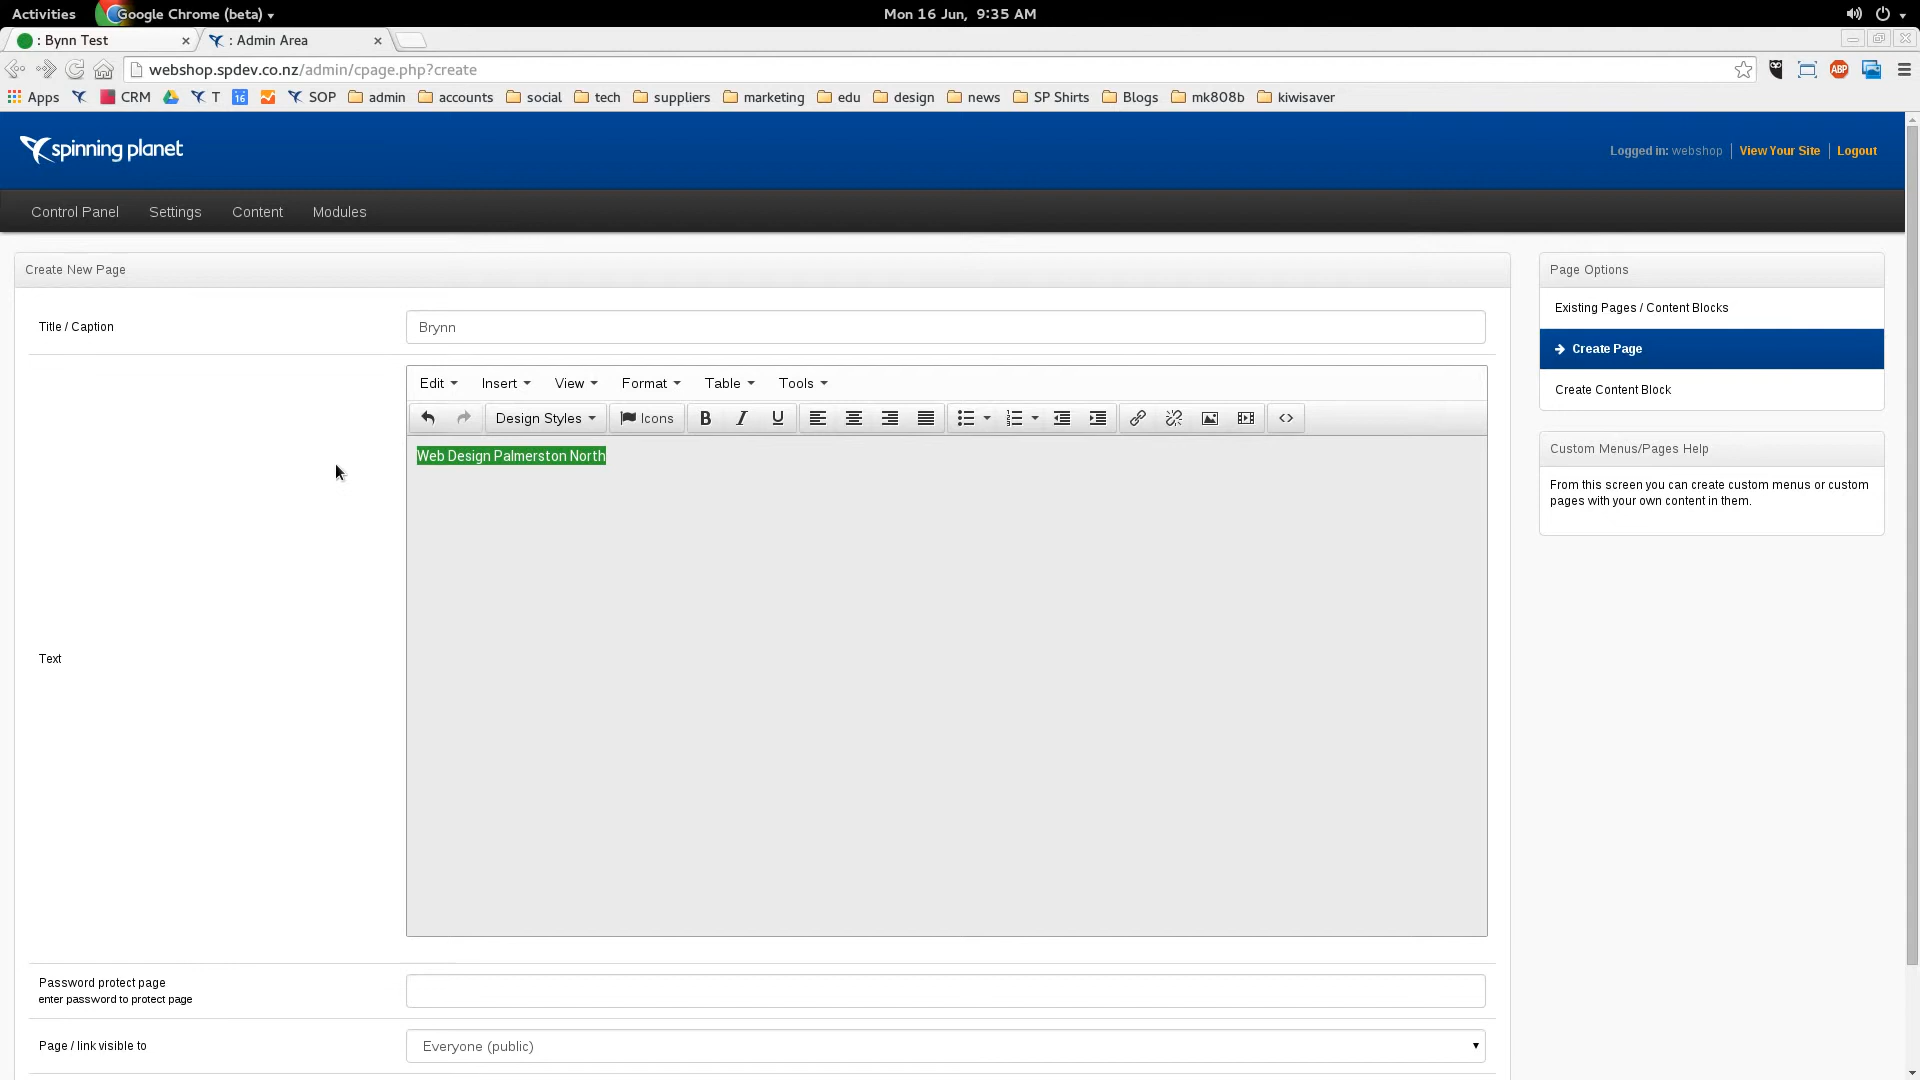 Activities Google Chrome (beta) Mon 16 Jun, 9:35 AM
: Bynn Test : Admin Area
webshop.spdev.co.nz/admin/cpage.php?create ABP
Apps CRM T 16 SOP admin accounts social tech suppliers marketing edu design news SP Shirts Blogs mk808b kiwisaver
spinning planet Logged in: webshop View Your Site Logout
Control Panel Settings Content Modules
Create New Page
Title / Caption Brynn
Edit Insert View Format Table Tools
Design Styles Icons B I U
Web Design Palmerston North
Text
Password protect page
enter password to protect page
Page / link visible to Everyone (public)
Page Options
Existing Pages / Content Blocks
Create Page
Create Content Block
Custom Menus/Pages Help
From this screen you can create custom menus or custom
pages with your own content in them.